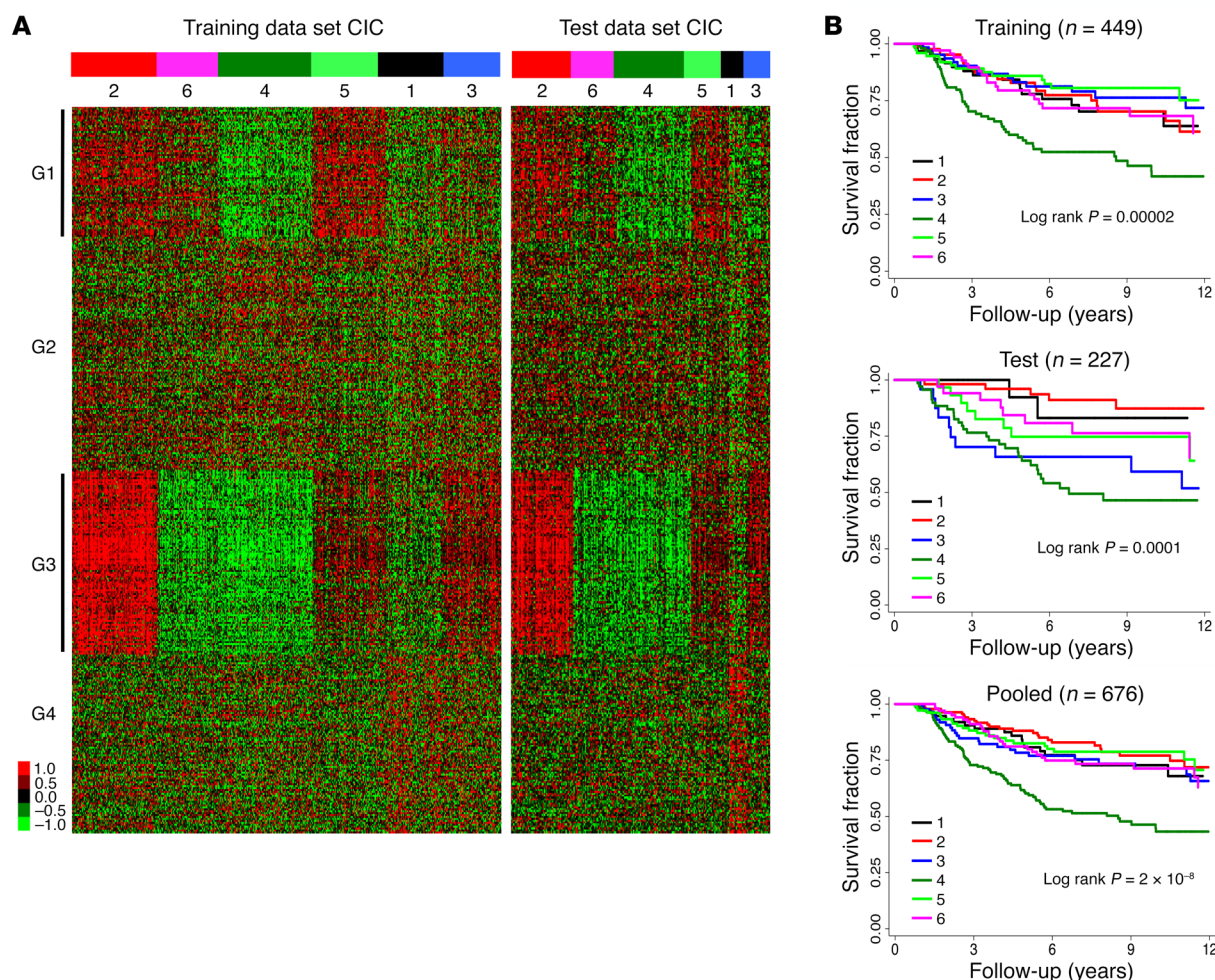 A
Training data set CIC
Test data set CIC
2 6 4 5 1 3
2 6 4 5 1 3
G1
G2
G3
G4
1.0
0.5
0.0
−0.5
−1.0
B
Training (n = 449)
Survival fraction
1.00
0.75
0.50
0.25
0.00
1
2
3
4
5
6
Log rank P = 0.00002
0 3 6 9 12
Follow-up (years)
Test (n = 227)
Survival fraction
1.00
0.75
0.50
0.25
0.00
1
2
3
4
5
6
Log rank P = 0.0001
0 3 6 9 12
Follow-up (years)
Pooled (n = 676)
Survival fraction
1.00
0.75
0.50
0.25
0.00
1
2
3
4
5
6
Log rank P = 2 × 10⁻⁸
0 3 6 9 12
Follow-up (years)